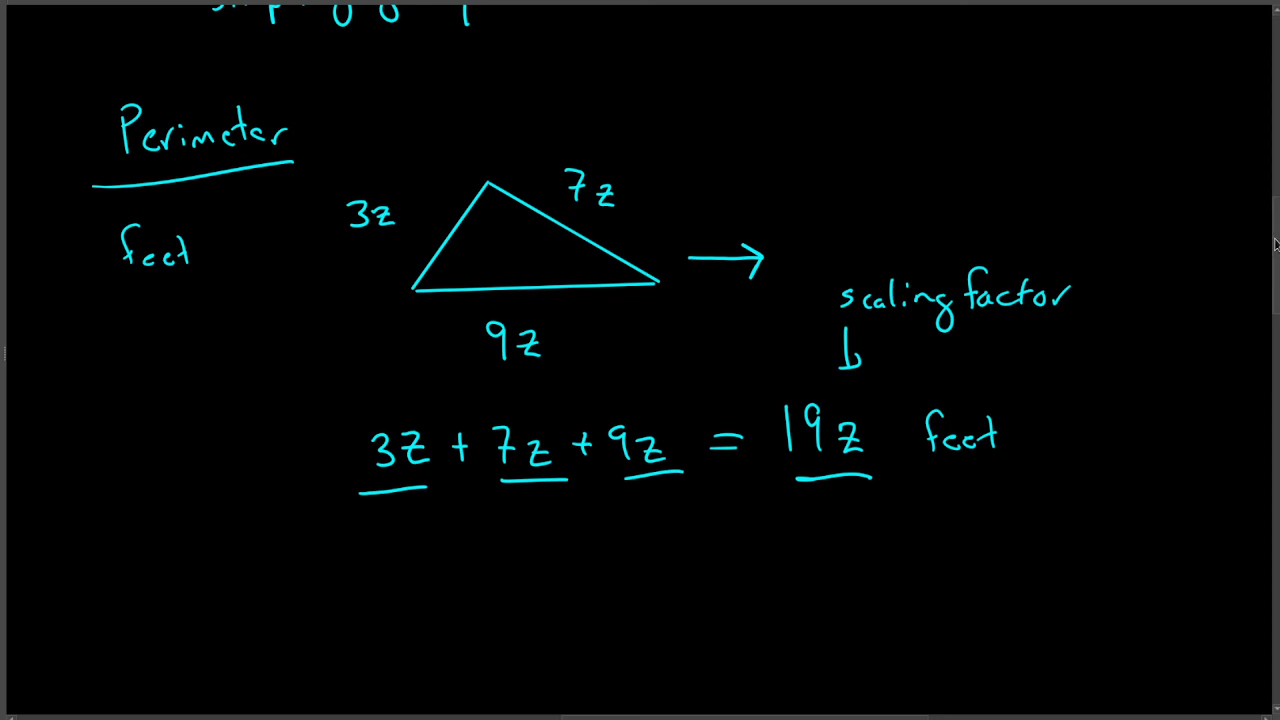 Perimeter
feet
3z
7z
9z
scaling factor
3z + 7z + 9z = 19z feet